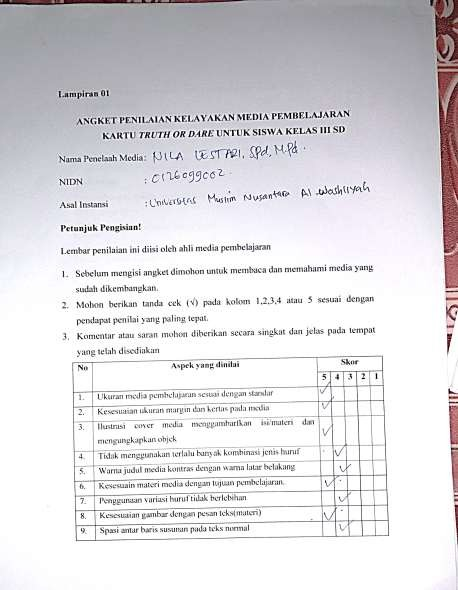 Lampiran 01
ANGKET PENILAIAN KELAYAKAN MEDIA PEMBELAJARAN
KARTU TRUTH OR DARE UNTUK SISWA KELAS III SD
Nama Penelaah Media: NILA LESTARI, SPd, M.Pd.
NIDN : 0126099002.
Asal Instansi : Universitas Muslim Nusantara Al-Washliyah
Petunjuk Pengisian!
Lembar penilaian ini diisi oleh ahli media pembelajaran
1. Sebelum mengisi angket dimohon untuk membaca dan memahami media yang
sudah dikembangkan.
2. Mohon berikan tanda cek (√) pada kolom 1,2,3,4 atau 5 sesuai dengan
pendapat penilai yang paling tepat.
3. Komentar atau saran mohon diberikan secara singkat dan jelas pada tempat
yang telah disediakan
No Aspek yang dinilai Skor
5 4 3 2 1
1. Ukuran media pembelajaran sesuai dengan standar √
2. Kesesuaian ukuran margin dan kertas pada media √
3. Ilustrasi cover media menggambarkan isi/materi dan
mengungkapkan objek √
4. Tidak menggunakan terlalu banyak kombinasi jenis huruf √
5. Warna judul media kontras dengan warna latar belakang √
6. Kesesuain materi media dengan tujuan pembelajaran. √
7. Penggunaan variasi huruf tidak berlebihan √
8. Kesesuaian gambar dengan pesan teks(materi) √
9. Spasi antar baris susunan pada teks normal √